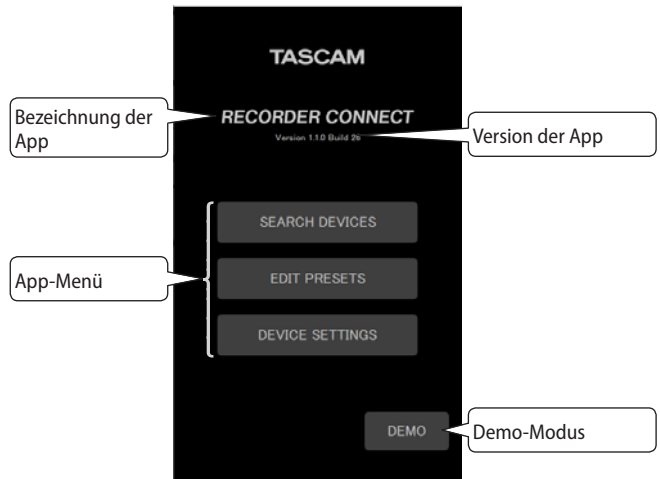 TASCAM
Bezeichnung der
App
RECORDER CONNECT
Version 1.1.0 Build 26
Version der App
App-Menü
SEARCH DEVICES
EDIT PRESETS
DEVICE SETTINGS
DEMO
Demo-Modus